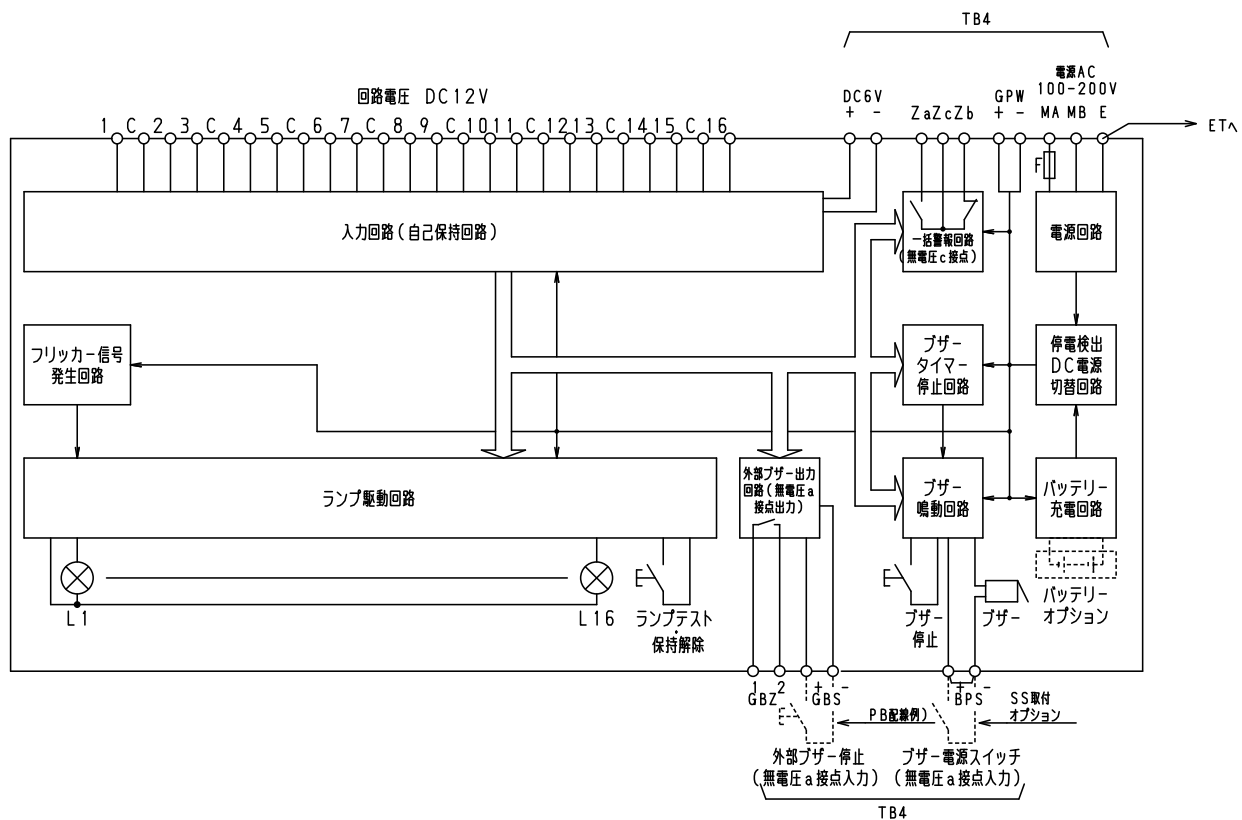 TB4
電源AC
100-200V
回路電圧 DC12V
DC6V
GPW
+ -
ZaZcZb
+ -
MA MB E
1 C 2 3 C 4 5 C 6 7 C 8 9 C 10 11 C 12 13 C 14 15 C 16
ETへ
F
入力回路(自己保持回路)
一括警報回路
(無電圧c接点)
電源回路
フリッカー信号
発生回路
ブザー
タイマー
停止回路
停電検出
DC電源
切替回路
ランプ駆動回路
外部ブザー出力
回路(無電圧a
接点出力)
ブザー
鳴動回路
バッテリー
充電回路
L1
L16
ランプテスト
・
保持解除
ブザー
停止
ブザー
バッテリー
オプション
1 2
GBZ
+ -
GBS
+ -
BPS
SS取付
オプション
PB配線例)
外部ブザー停止
(無電圧a接点入力)
ブザー電源スイッチ
(無電圧a接点入力)
TB4